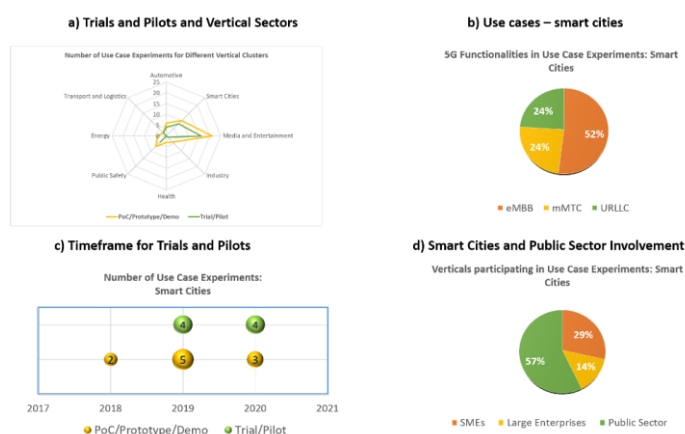 a) Trials and Pilots and Vertical Sectors
Number of Use Case Experiments for Different Vertical Clusters
Automotive
25
20
15
10
5
0
Smart Cities
Media and Entertainment
Industry
Health
Public Safety
Energy
Transport and Logistics
PoC/Prototype/Demo
Trial/Pilot
b) Use cases – smart cities
5G Functionalities in Use Case Experiments: Smart
Cities
24%
52%
24%
eMBB
mMTC
URLLC
c) Timeframe for Trials and Pilots
Number of Use Case Experiments:
Smart Cities
4
4
2
5
3
2017
2018
2019
2020
2021
PoC/Prototype/Demo
Trial/Pilot
d) Smart Cities and Public Sector Involvement
Verticals participating in Use Case Experiments: Smart
Cities
29%
57%
14%
SMEs
Large Enterprises
Public Sector